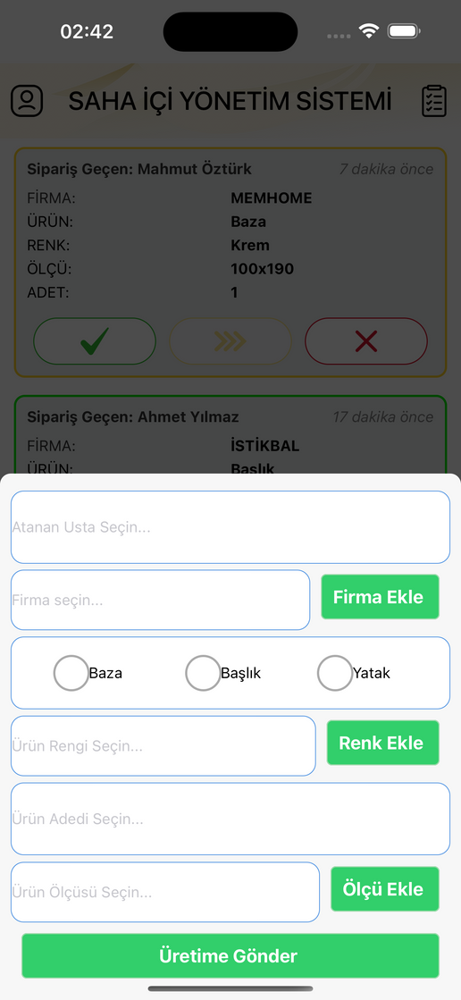 02:42
SAHA İÇİ YÖNETİM SİSTEMİ
Sipariş Geçen: Mahmut Öztürk 7 dakika önce
FİRMA: MEMHOME
ÜRÜN: Baza
RENK: Krem
ÖLÇÜ: 100x190
ADET: 1
Sipariş Geçen: Ahmet Yılmaz 17 dakika önce
FİRMA: İSTİKBAL
ÜRÜN: Başlık
Atanan Usta Seçin...
Firma seçin... Firma Ekle
Baza Başlık Yatak
Ürün Rengi Seçin... Renk Ekle
Ürün Adedi Seçin...
Ürün Ölçüsü Seçin... Ölçü Ekle
Üretime Gönder